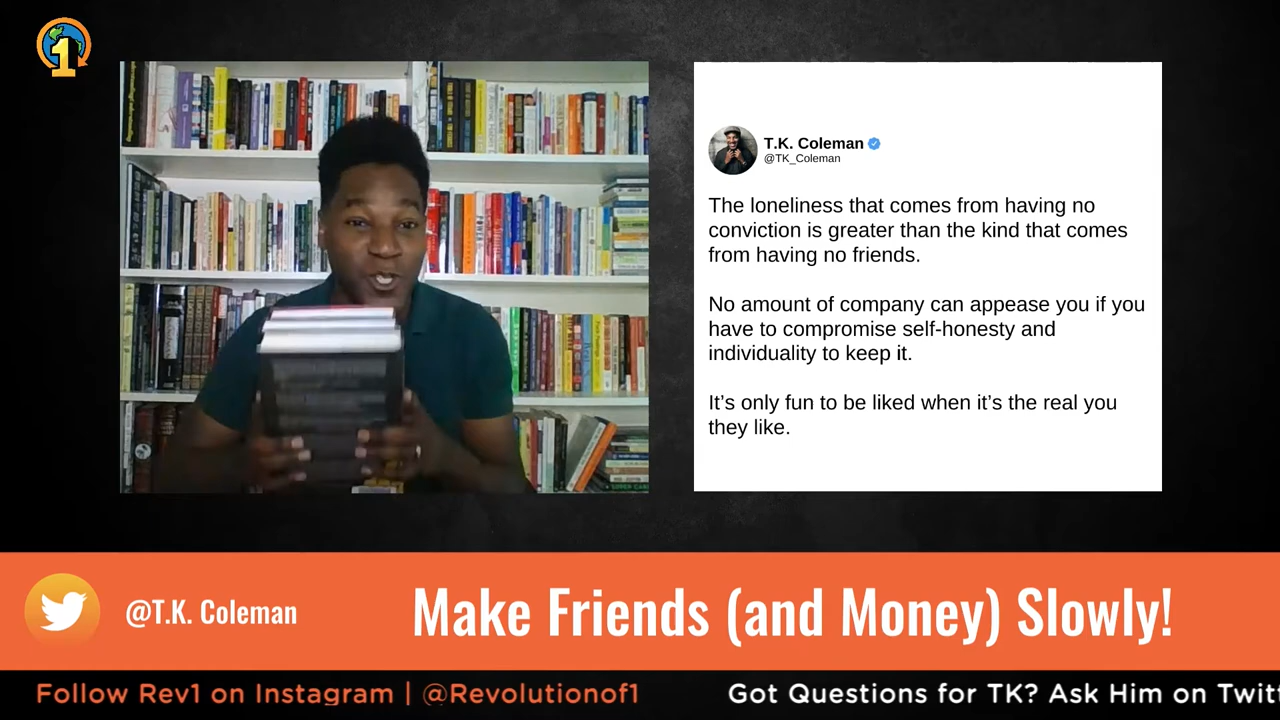 1
T.K. Coleman
@TK_Coleman
The loneliness that comes from having no
conviction is greater than the kind that comes
from having no friends.
No amount of company can appease you if you
have to compromise self-honesty and
individuality to keep it.
It’s only fun to be liked when it’s the real you
they like.
@T.K. Coleman
Make Friends (and Money) Slowly!
Follow Rev1 on Instagram | @Revolutionof1
Got Questions for TK? Ask Him on Twitt